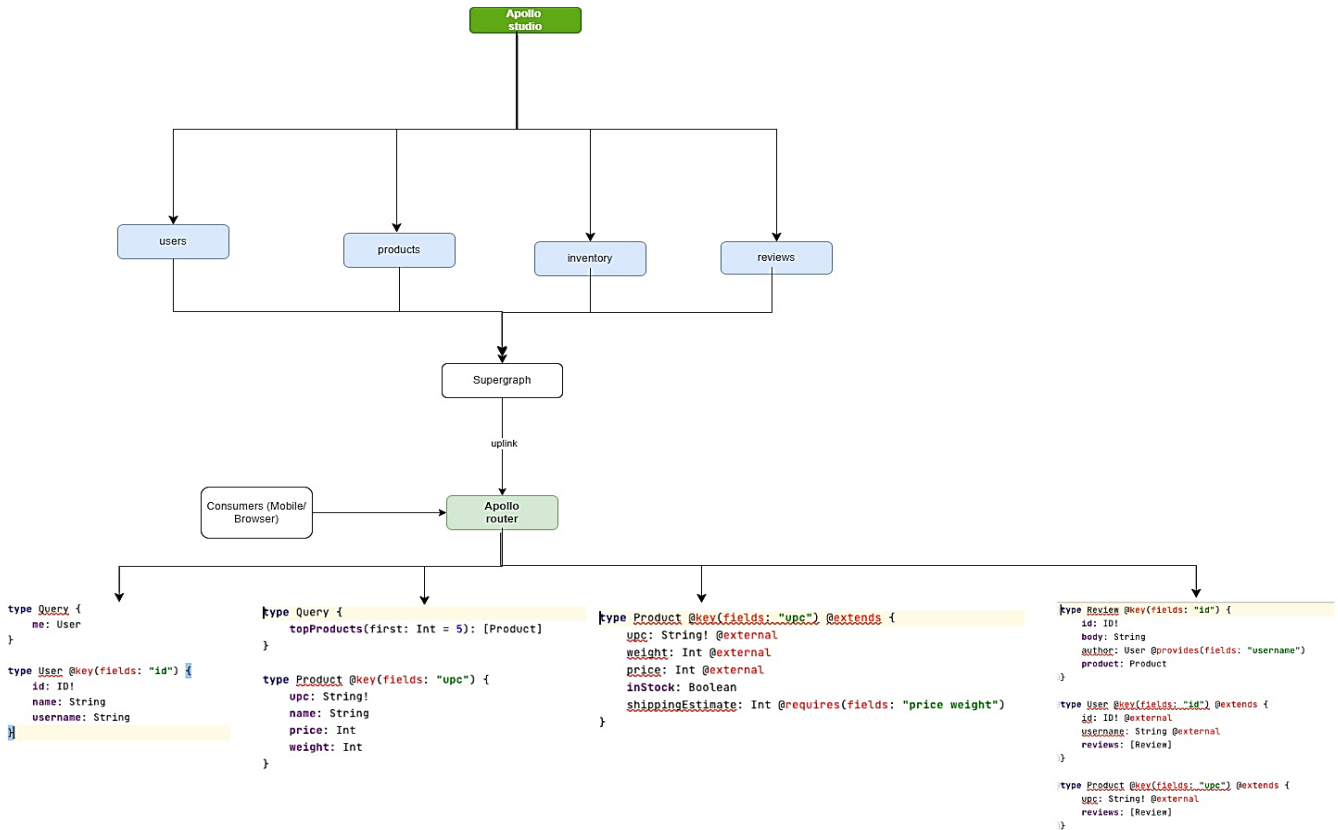 Apollo
studio
users
products
inventory
reviews
Supergraph
uplink
Consumers (Mobile/
Browser)
Apollo
router
type Query {
me: User
}
type User @key(fields: "id") {
id: ID!
name: String
username: String
}
type Query {
topProducts(first: Int = 5): [Product]
}
type Product @key(fields: "upc") {
upc: String!
name: String
price: Int
weight: Int
}
type Product @key(fields: "upc") @extends {
upc: String! @external
weight: Int @external
price: Int @external
inStock: Boolean
shippingEstimate: Int @requires(fields: "price weight")
}
type Review @key(fields: "id") {
id: ID!
body: String
author: User @provides(fields: "username")
product: Product
}
type User @key(fields: "id") @extends {
id: ID! @external
username: String @external
reviews: [Review]
}
type Product @key(fields: "upc") @extends {
upc: String! @external
reviews: [Review]
}